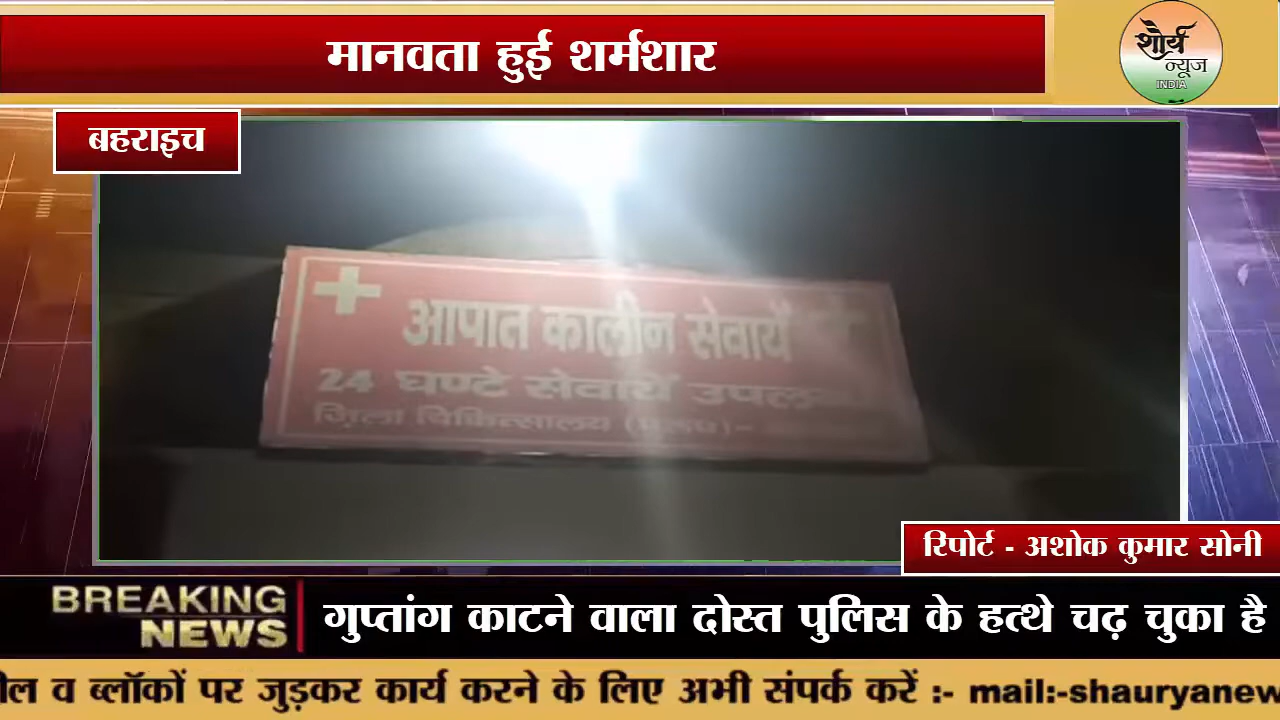 मानवता हुई शर्मशार
शौर्य
न्यूज
INDIA
बहराइच
आपात कालीन सेवायें
24 घण्टे सेवायें
जिला चिकित्सालय
रिपोर्ट - अशोक कुमार सोनी
BREAKING
NEWS
गुप्तांग काटने वाला दोस्त पुलिस के हत्थे चढ़ चुका है
व ब्लॉकों पर जुड़कर कार्य करने के लिए अभी संपर्क करें :- mail:-shauryanew